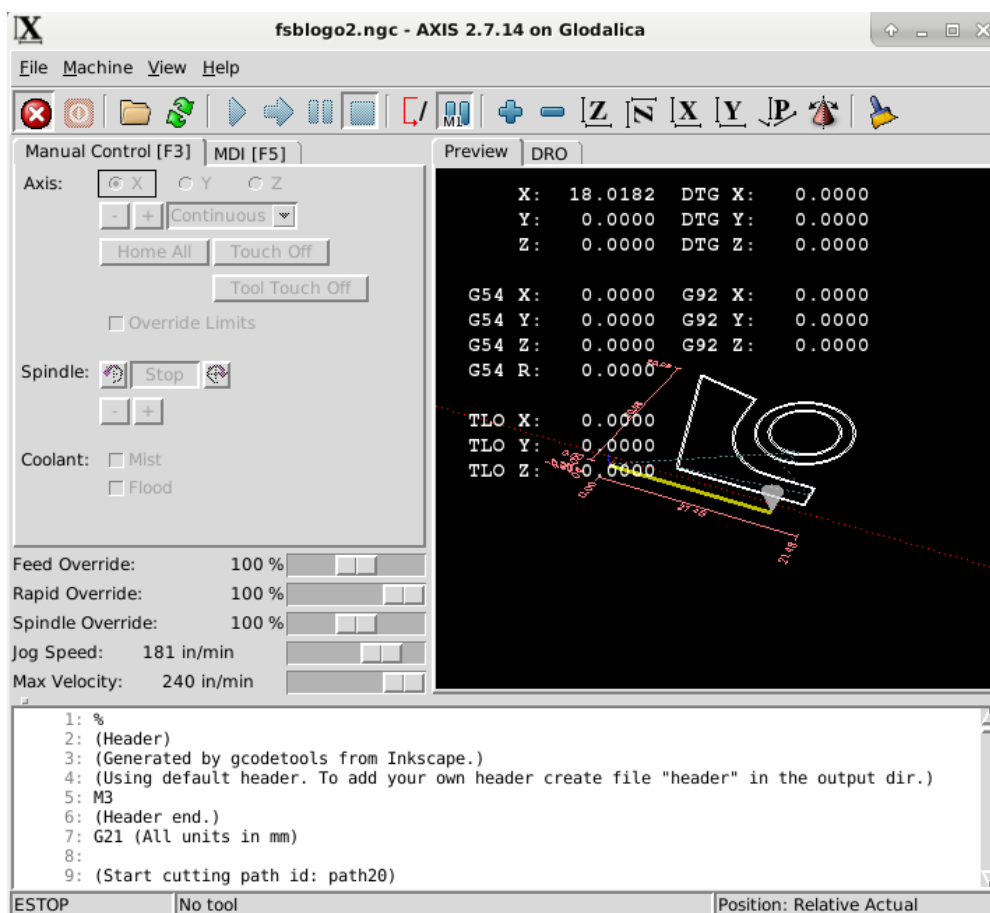 fsblogo2.ngc - AXIS 2.7.14 on Glodalica
File Machine View Help
M1 Z N X Y P
Manual Control [F3] MDI [F5]
Preview DRO
Axis: X Y Z
- + Continuous
Home All Touch Off
Tool Touch Off
Override Limits
Spindle: Stop
- +
Coolant: Mist
Flood
X: 18.0182 DTG X: 0.0000
Y: 0.0000 DTG Y: 0.0000
Z: 0.0000 DTG Z: 0.0000
G54 X: 0.0000 G92 X: 0.0000
G54 Y: 0.0000 G92 Y: 0.0000
G54 Z: 0.0000 G92 Z: 0.0000
G54 R: 0.0000
TLO X: 0.0000
TLO Y: 0.0000
TLO Z: 0.0000
0.00
21.48
Feed Override: 100 %
Rapid Override: 100 %
Spindle Override: 100 %
Jog Speed: 181 in/min
Max Velocity: 240 in/min
1: %
2: (Header)
3: (Generated by gcodetools from Inkscape.)
4: (Using default header. To add your own header create file "header" in the output dir.)
5: M3
6: (Header end.)
7: G21 (All units in mm)
8:
9: (Start cutting path id: path20)
ESTOP No tool Position: Relative Actual